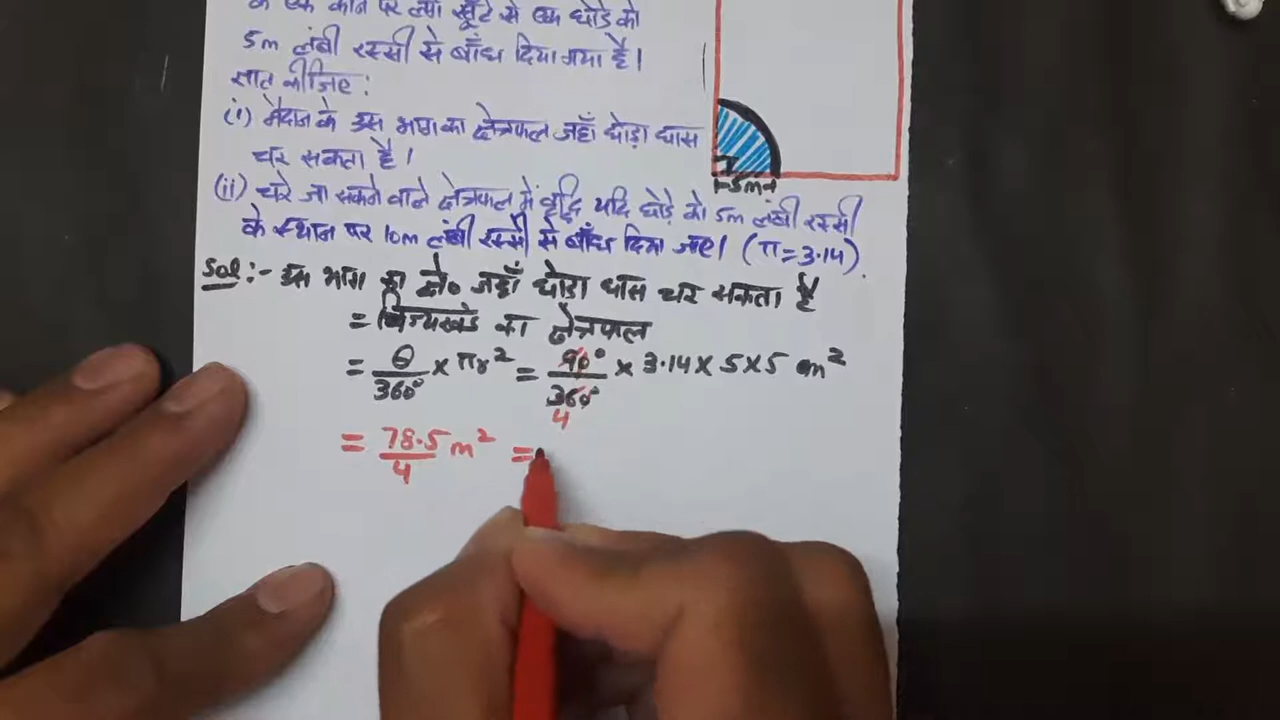 के एक कोने पर लगे खूँटे से एक घोड़े को
5m लंबी रस्सी से बाँध दिया गया है।
ज्ञात कीजिए :
(i) मैदान के उस भाग का क्षेत्रफल जहाँ घोड़ा घास
चर सकता है।
5m
(ii) चरे जा सकने वाले क्षेत्रफल में वृद्धि यदि घोड़े को 5m लंबी रस्सी
के स्थान पर 10m लंबी रस्सी से बाँध दिया जाए। (π=3.14).
Sol :- उस भाग का क्षे० जहाँ घोड़ा घास चर सकता है
= त्रिज्यखंड का क्षेत्रफल
= θ/360° × πr² = 90°/360° × 3.14 × 5 × 5 m²
4
= 78.5/4 m² =